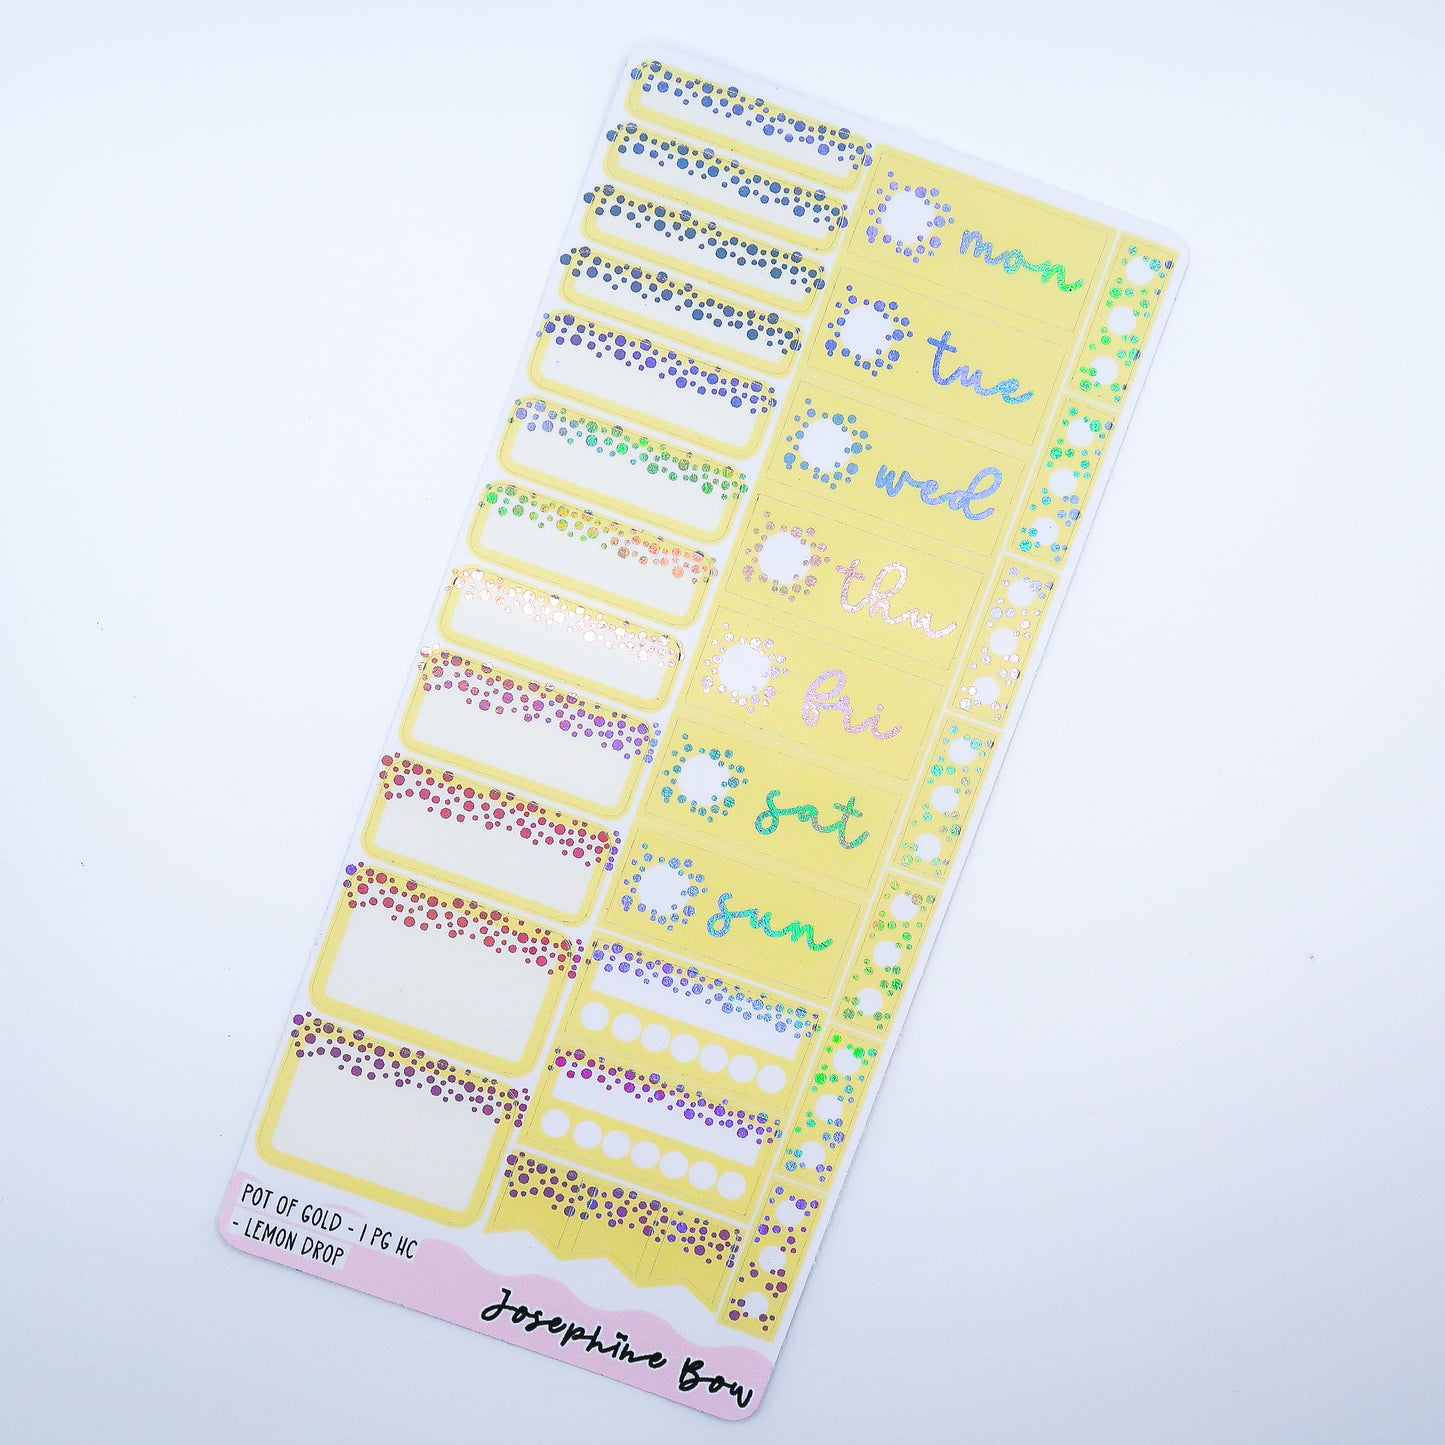 mon
tue
wed
thu
fri
sat
sun
POT OF GOLD - 1 PG HC
- LEMON DROP
Josephine Bow